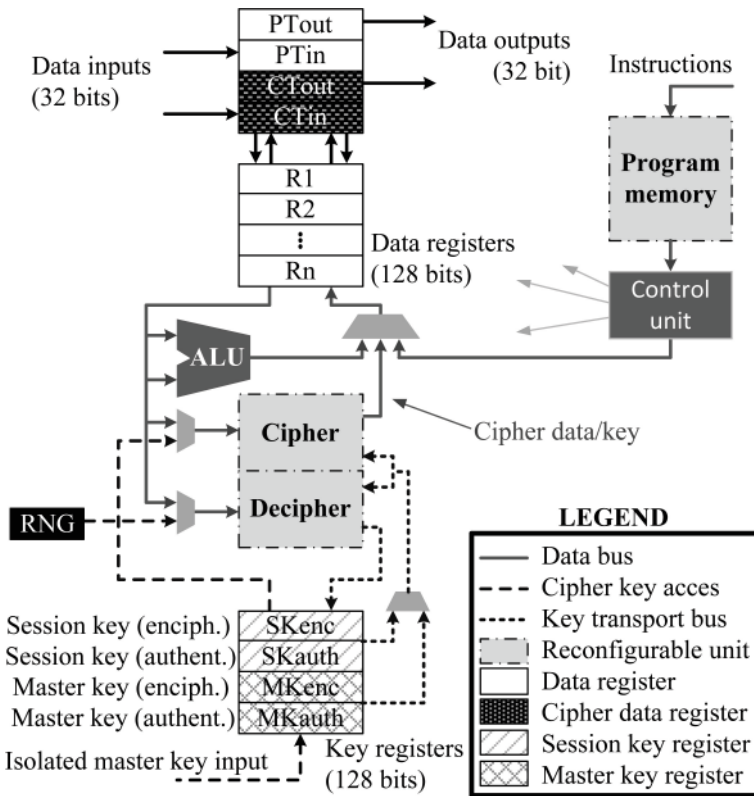 PTout
PTin
CTout
CTin
Data inputs
(32 bits)
Data outputs
(32 bit)
Instructions
Program
memory
Control
unit
R1
R2
⋮
Rn
Data registers
(128 bits)
ALU
Cipher
Decipher
Cipher data/key
RNG
Session key (enciph.)
Session key (authent.)
Master key (enciph.)
Master key (authent.)
SKenc
SKauth
MKenc
MKauth
Isolated master key input
Key registers
(128 bits)
LEGEND
Data bus
Cipher key acces
Key transport bus
Reconfigurable unit
Data register
Cipher data register
Session key register
Master key register